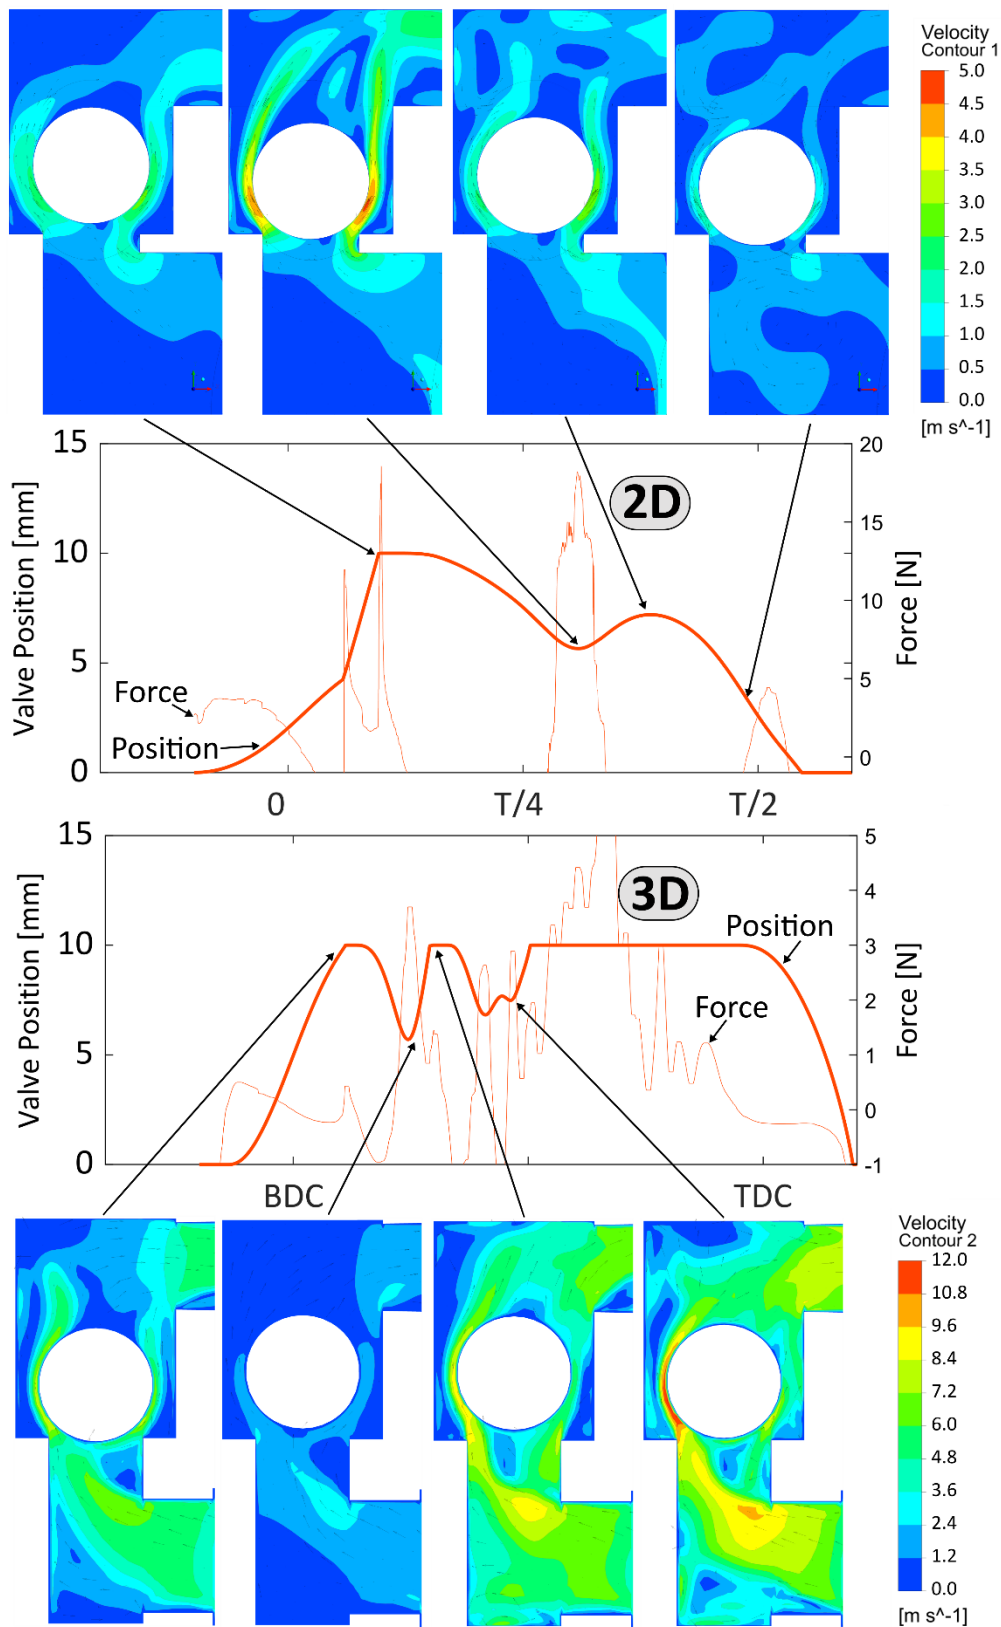 Velocity
Contour 1
5.0
4.5
4.0
3.5
3.0
2.5
2.0
1.5
1.0
0.5
0.0
[m s^-1]
15
10
5
0
Valve Position [mm]
2D
Force
Position
20
15
10
5
0
Force [N]
0
T/4
T/2
15
10
5
0
Valve Position [mm]
3D
Position
Force
5
4
3
2
1
0
-1
Force [N]
BDC
TDC
Velocity
Contour 2
12.0
10.8
9.6
8.4
7.2
6.0
4.8
3.6
2.4
1.2
0.0
[m s^-1]